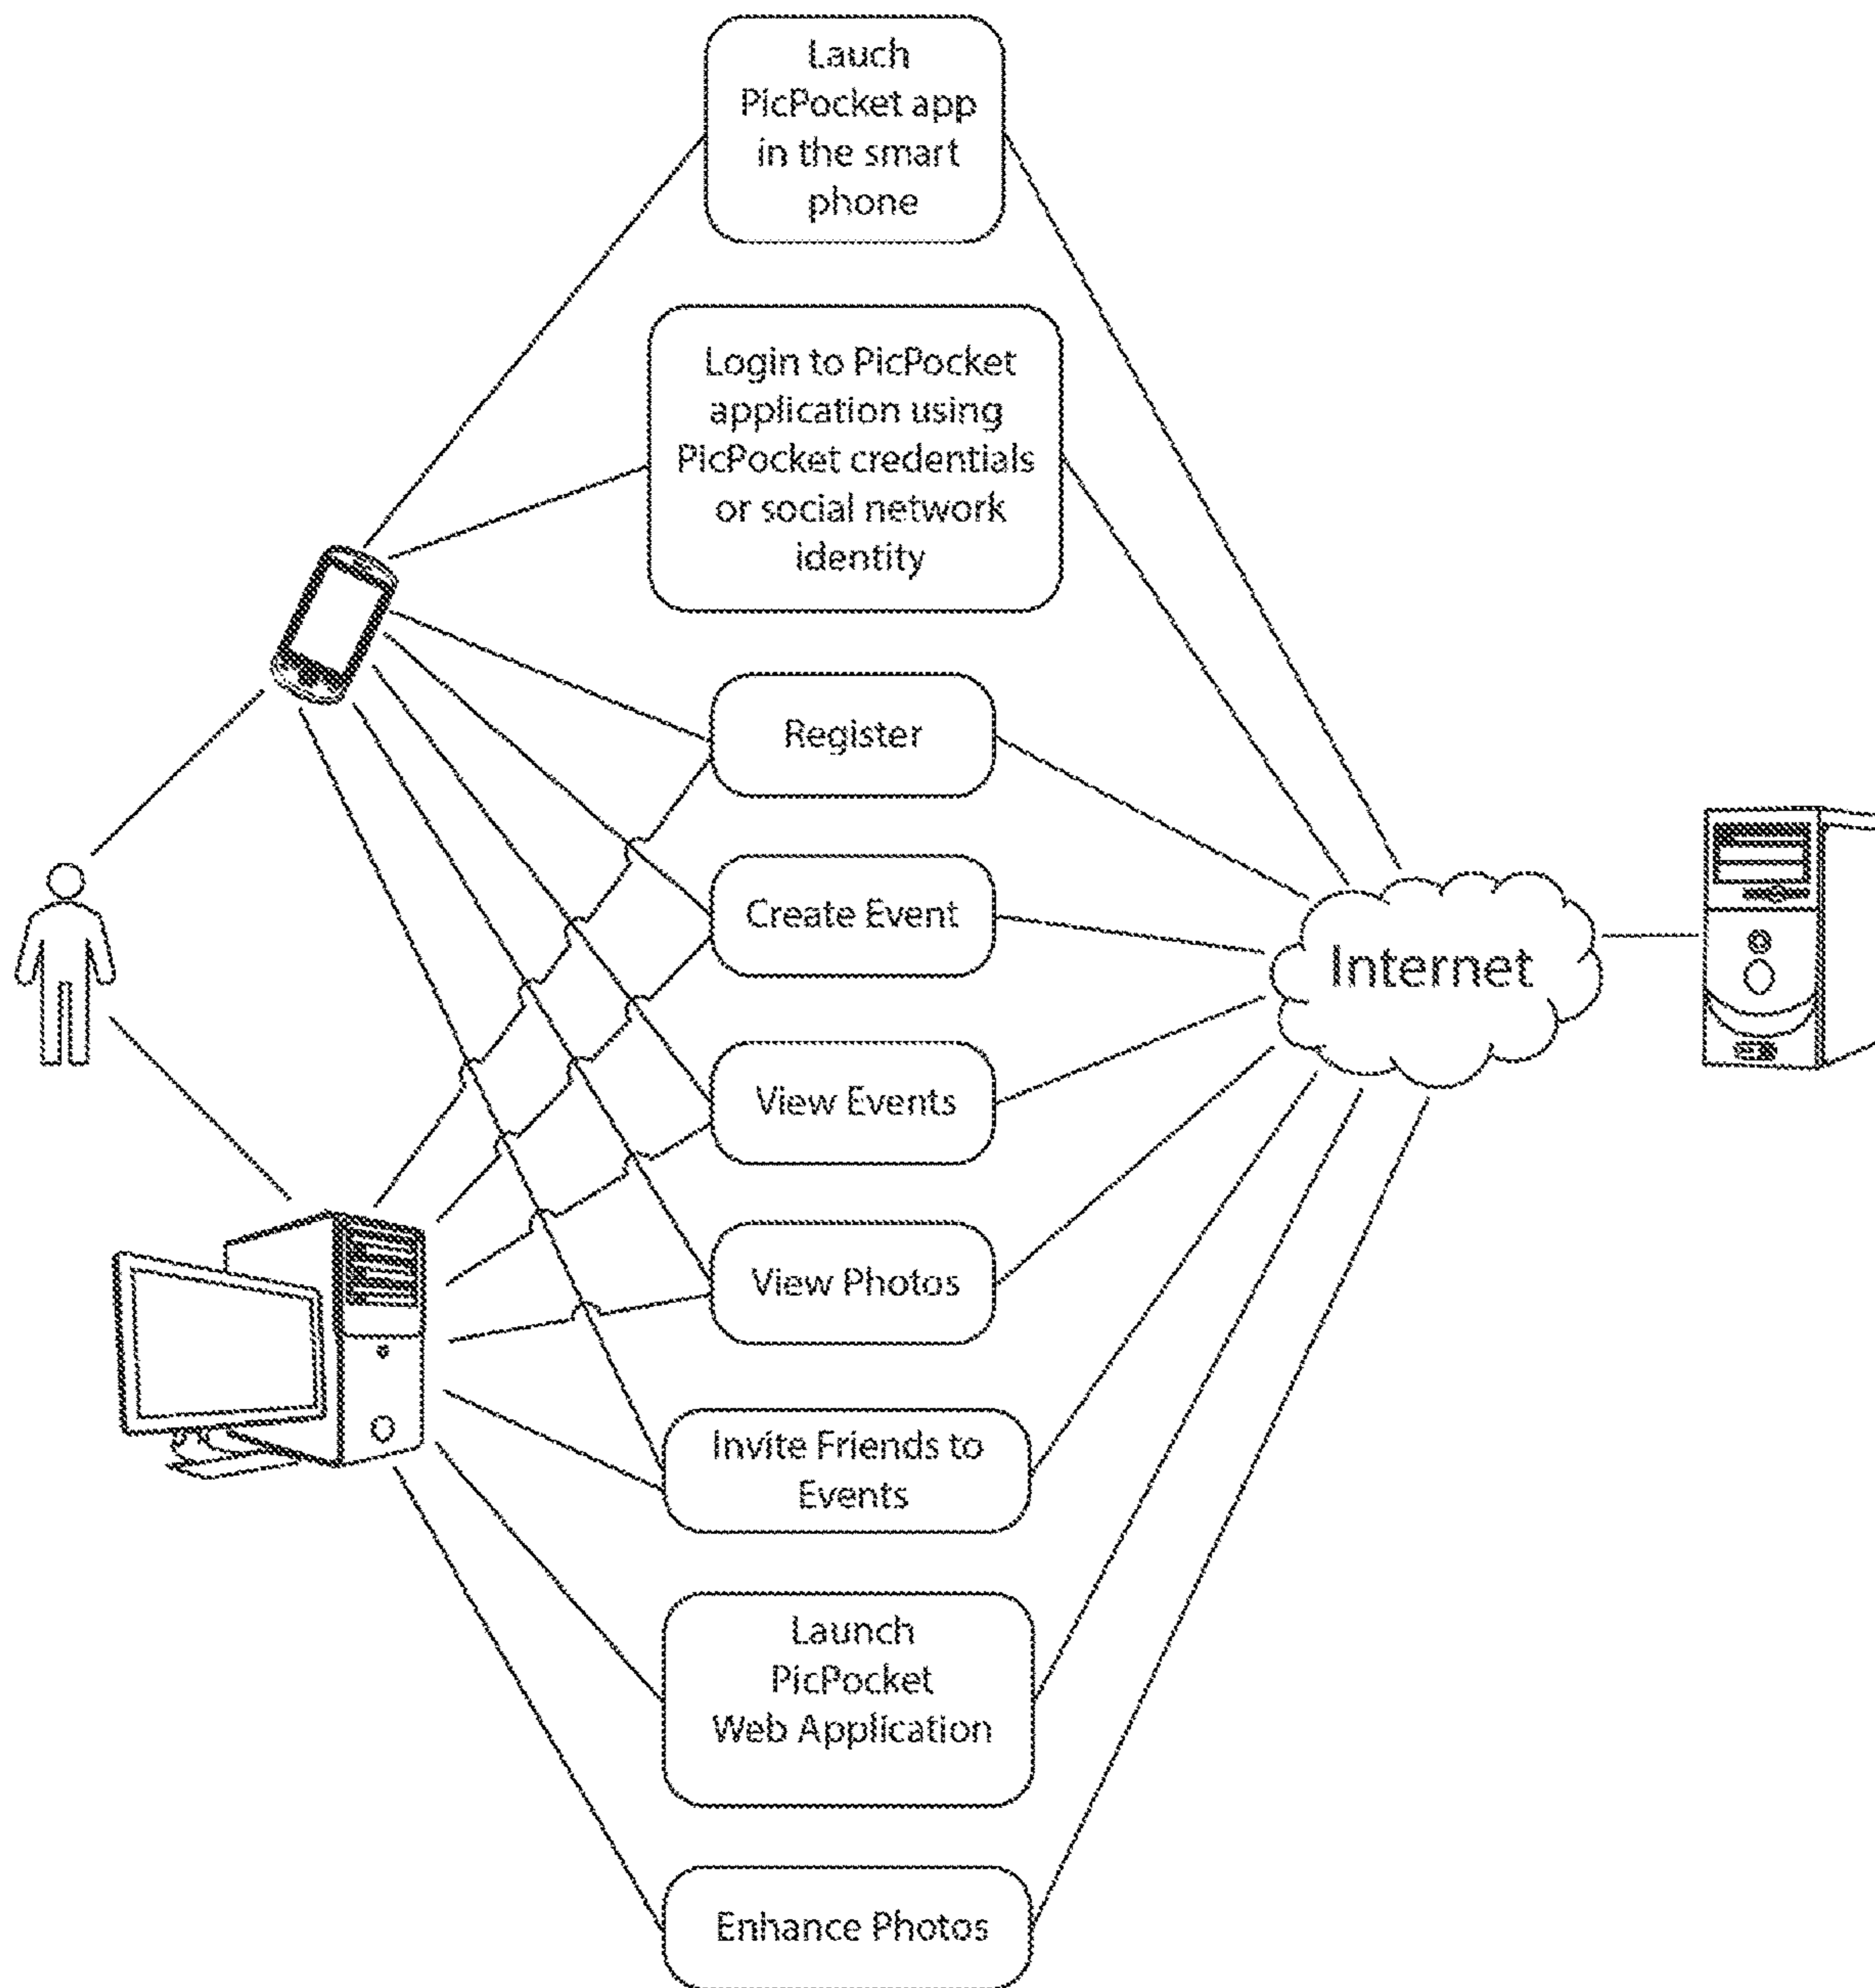 Lauch
PicPocket app
in the smart
phone
Login to PicPocket
application using
PicPocket credentials
or social network
identity
Register
Create Event
Internet
View Events
View Photos
Invite Friends to
Events
Launch
PicPocket
Web Application
Enhance Photos